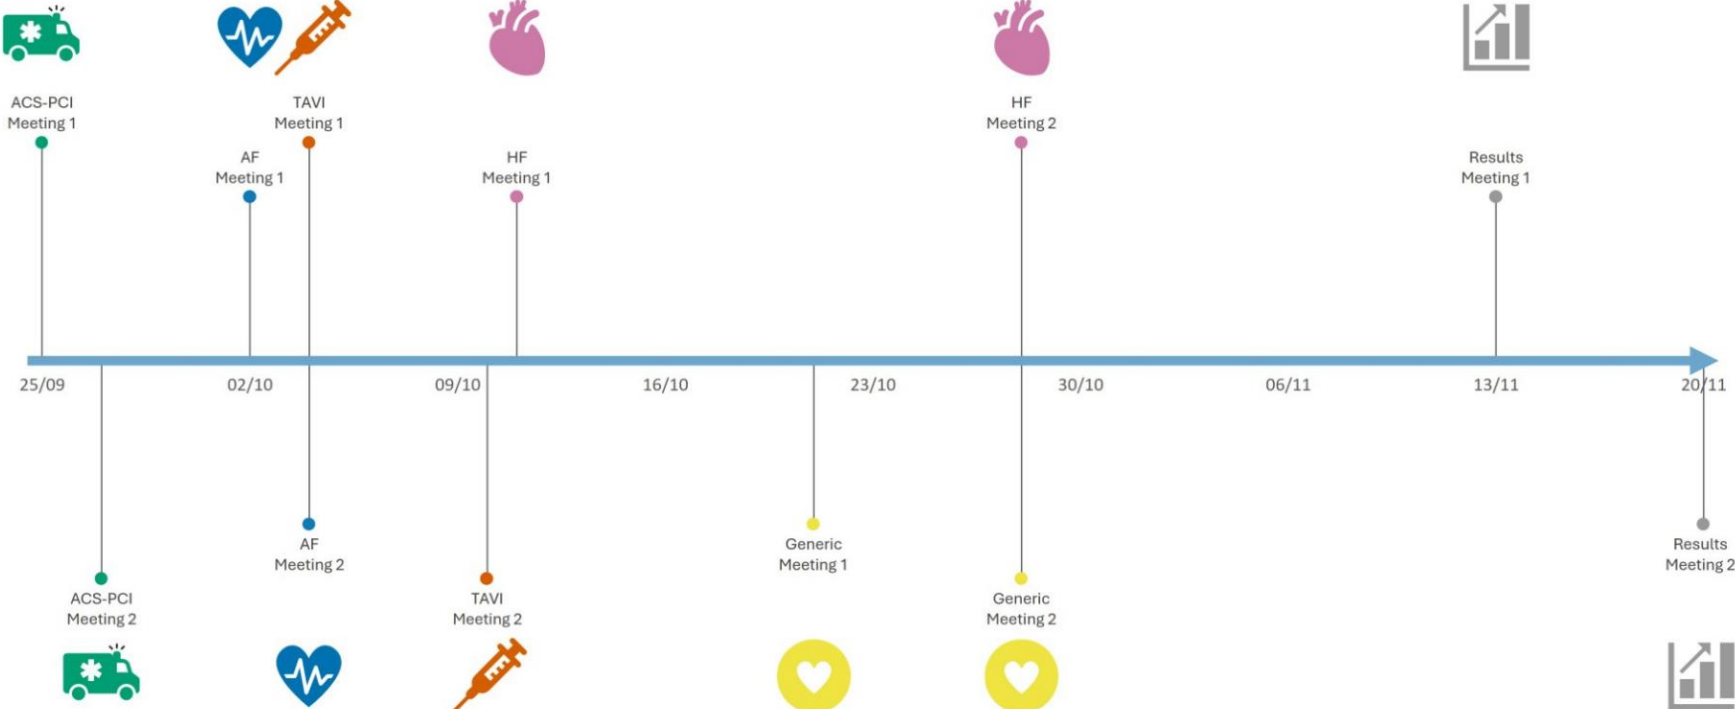 ACS-PCI
Meeting 1
TAVI
Meeting 1
HF
Meeting 2
AF
Meeting 1
HF
Meeting 1
Results
Meeting 1
25/09
02/10
09/10
16/10
23/10
30/10
06/11
13/11
20/11
AF
Meeting 2
Generic
Meeting 1
Results
Meeting 2
ACS-PCI
Meeting 2
TAVI
Meeting 2
Generic
Meeting 2